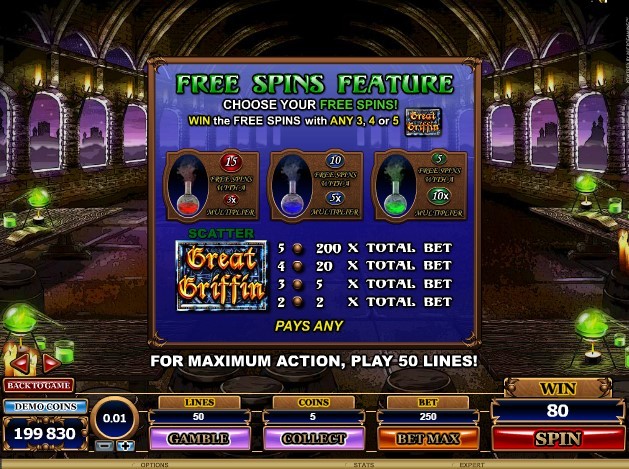 FREE SPINS FEATURE
CHOOSE YOUR FREE SPINS!
WIN the FREE SPINS with ANY 3, 4 or 5
Great
Griffin
15
FREE SPINS
WITH A
3x
MULTIPLIER
10
FREE SPINS
WITH A
5x
MULTIPLIER
5
FREE SPINS
WITH A
10x
MULTIPLIER
SCATTER
Great
Griffin
5 200 X TOTAL BET
4 20 X TOTAL BET
3 5 X TOTAL BET
2 2 X TOTAL BET
PAYS ANY
FOR MAXIMUM ACTION, PLAY 50 LINES!
BACK TO GAME
DEMO COINS
199 830
0.01
LINES
50
GAMBLE
COINS
5
COLLECT
BET
250
BET MAX
WIN
80
SPIN
OPTIONS
STATS
EXPERT